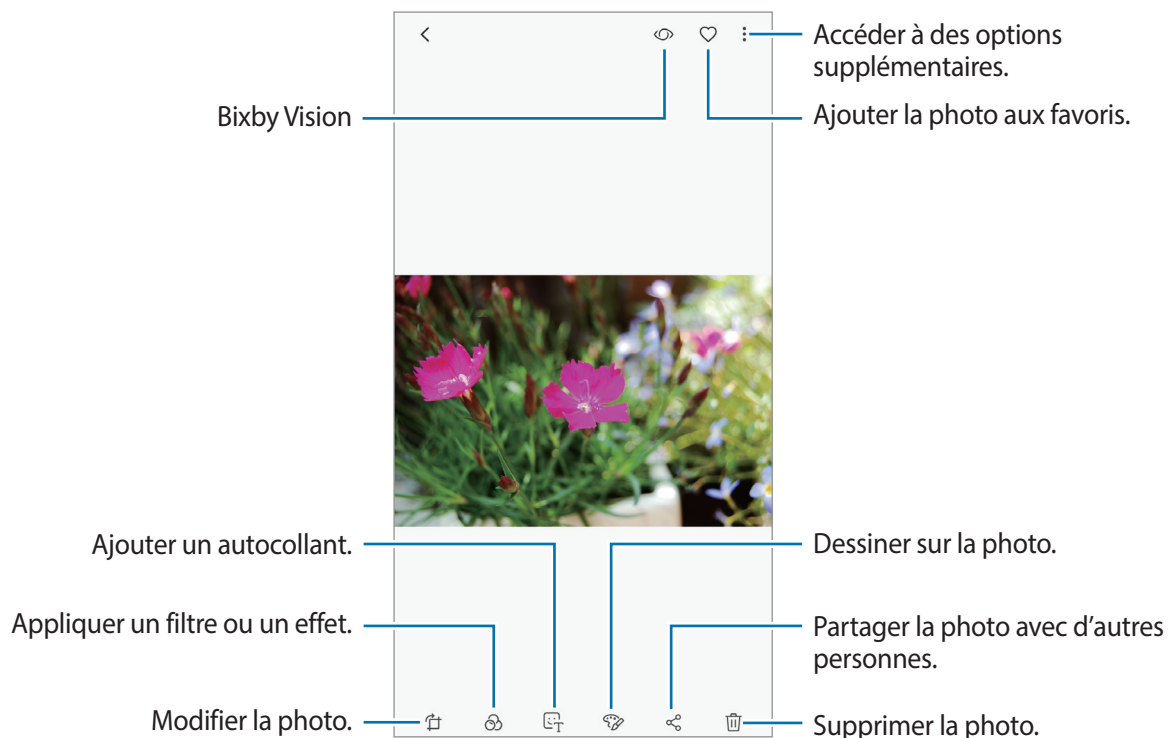 Accéder à des options
supplémentaires.
Bixby Vision
Ajouter la photo aux favoris.
Ajouter un autocollant.
Dessiner sur la photo.
Appliquer un filtre ou un effet.
Partager la photo avec d'autres
personnes.
Modifier la photo.
Supprimer la photo.